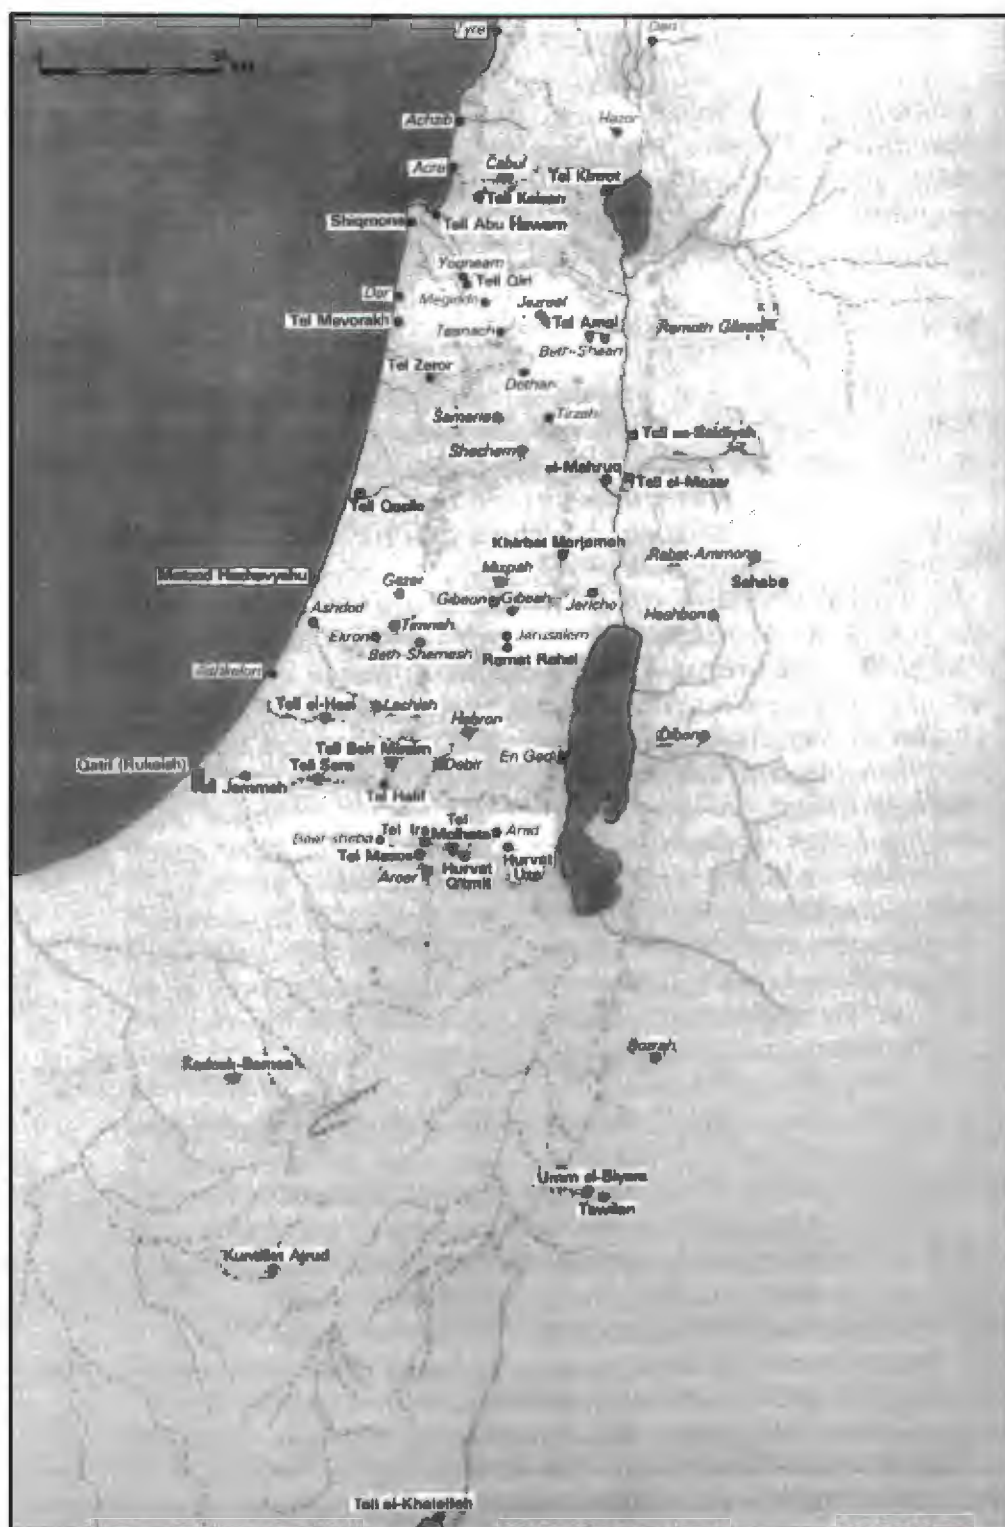 Tyre
Dan
Achzib
Hazor
Acre
Cabul
Tel Kinrot
Tell Keisan
Shiqmona
Tell Abu Hawam
Yoqneam
Tell Qiri
Dor
Megiddo
Jezreel
Tel Mevorakh
Tel Amal
Ramoth Gilead
Taanach
Beth-Shean
Tel Zeror
Dothan
Samaria
Tirzah
Tell es-Saidiyeh
Shechem
el-Mahruq
Tell el-Mazar
Tell Qasile
Khirbet Marjameh
Rabat-Ammon
Mizpah
Sahab
Gezer
Gibeon
Gibeah
Jericho
Heshbon
Ashdod
Timnah
Ekron
Jerusalem
Beth-Shemesh
Ramat Rahel
Ashkelon
Tell el-Hesi
Lachish
Hebron
Dibon
Tell Beit Mirsim
En Gedi
Debir
Qatif (Rukeish)
Tell Sera
Tell Jemmeh
Tel Halif
Tel
Tel Ira
Malhata
Arad
Beer-sheba
Tel Masos
Hurvat
Hurvat
Uza
Aroer
Qitmit
Kadesh-Barnea
Bozrah
Umm el-Biyara
Tawilan
Kuntillet Ajrud
Tell el-Kheleifeh